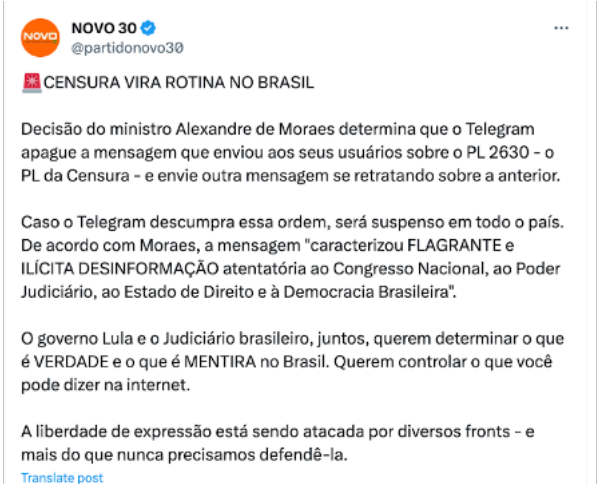 NOVO
NOVO 30
@partidonovo30
🚨CENSURA VIRA ROTINA NO BRASIL
Decisão do ministro Alexandre de Moraes determina que o Telegram
apague a mensagem que enviou aos seus usuários sobre o PL 2630 - o
PL da Censura - e envie outra mensagem se retratando sobre a anterior.
Caso o Telegram descumpra essa ordem, será suspenso em todo o país.
De acordo com Moraes, a mensagem "caracterizou FLAGRANTE e
ILÍCITA DESINFORMAÇÃO atentatória ao Congresso Nacional, ao Poder
Judiciário, ao Estado de Direito e à Democracia Brasileira".
O governo Lula e o Judiciário brasileiro, juntos, querem determinar o que
é VERDADE e o que é MENTIRA no Brasil. Querem controlar o que você
pode dizer na internet.
A liberdade de expressão está sendo atacada por diversos fronts - e
mais do que nunca precisamos defendê-la.
Translate post